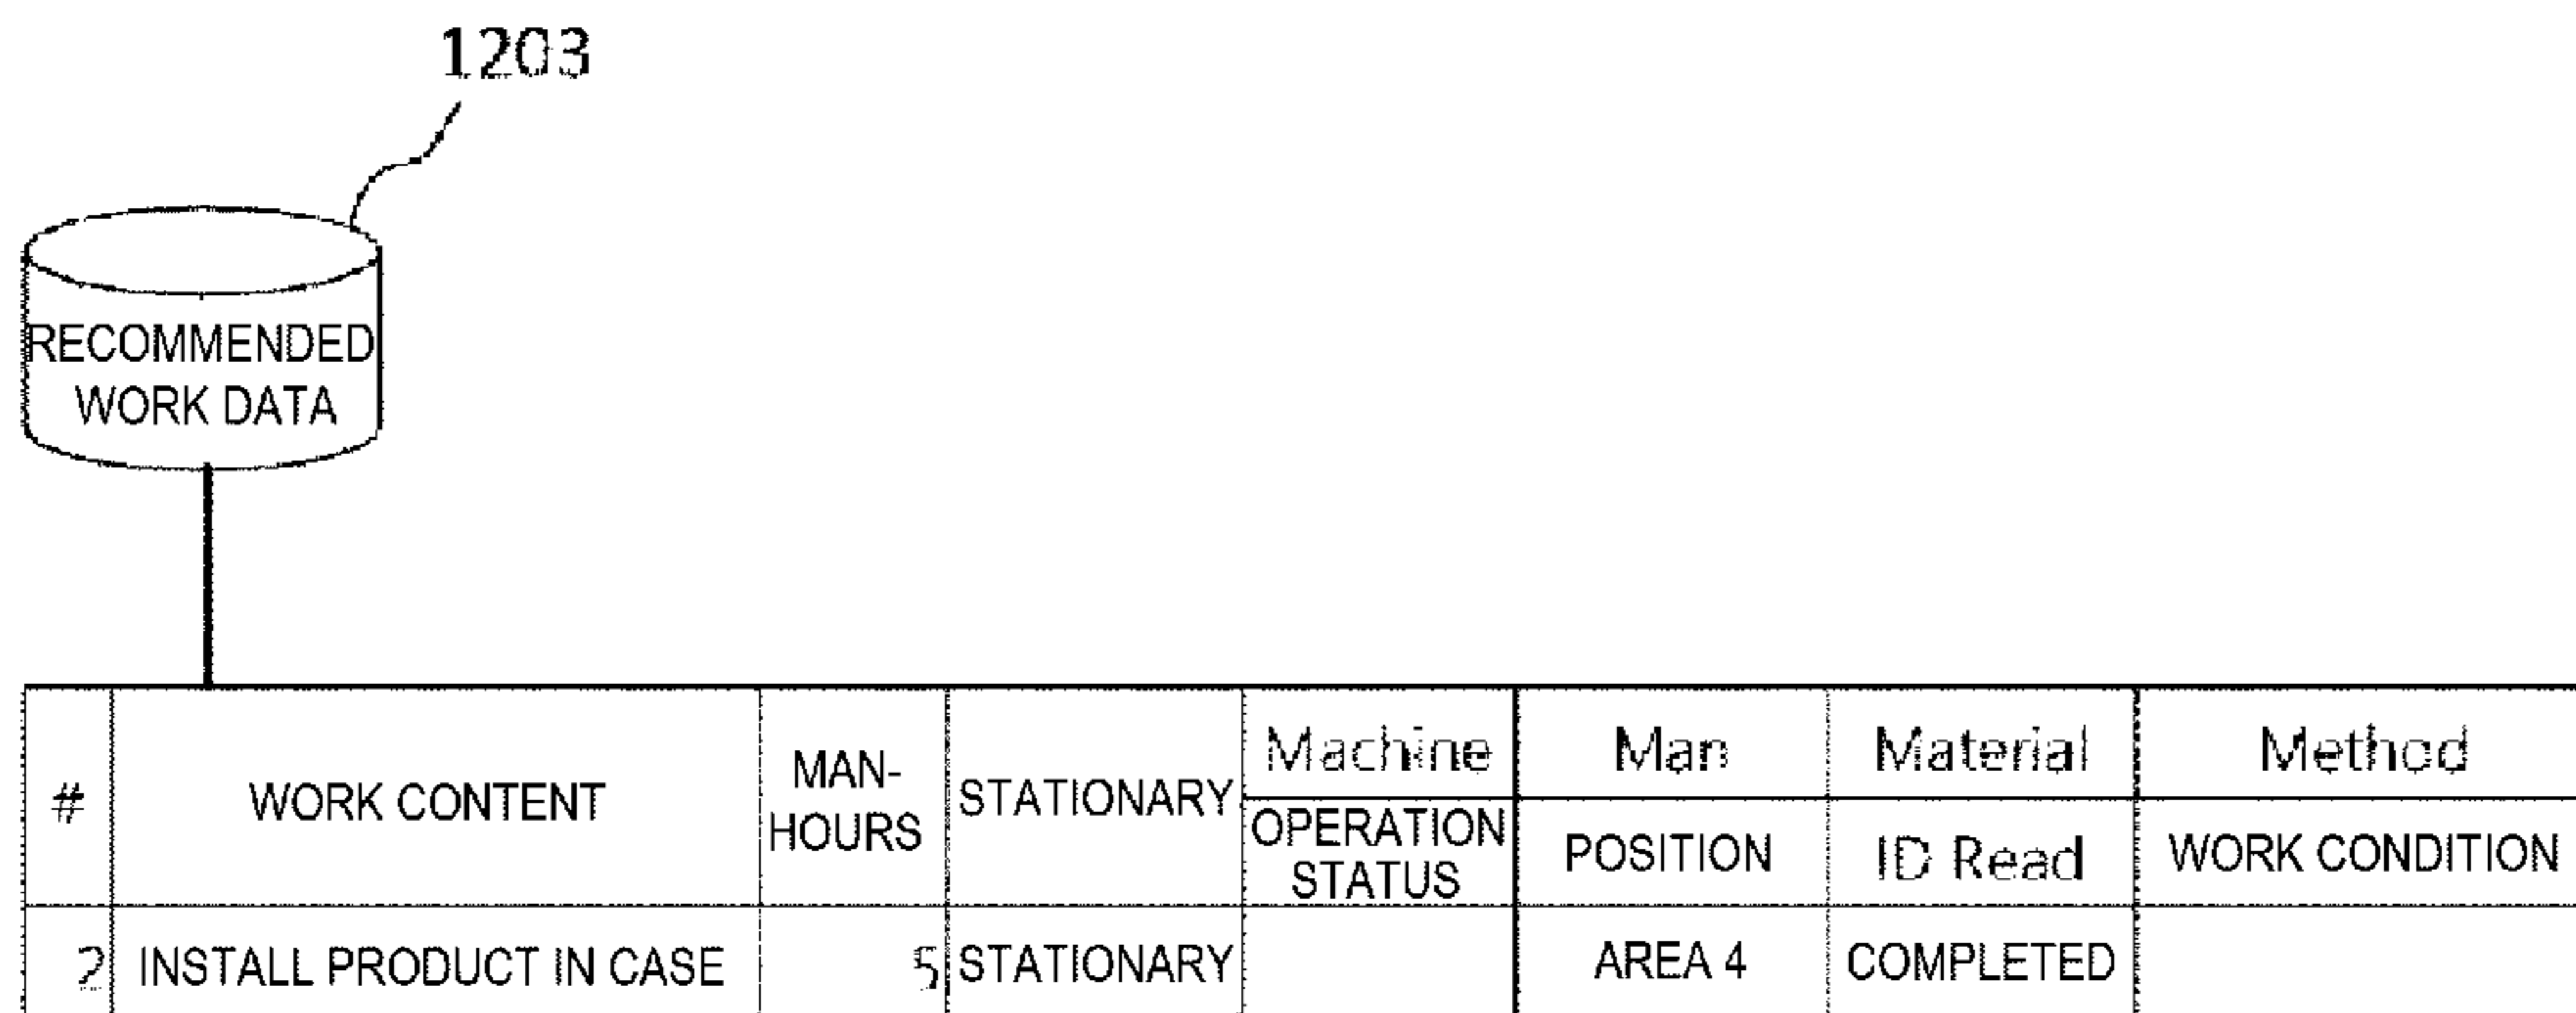 1203
RECOMMENDED
WORK DATA
# WORK CONTENT MAN-HOURS STATIONARY Machine Man Material Method
OPERATION STATUS POSITION ID Read WORK CONDITION
2 INSTALL PRODUCT IN CASE 5 STATIONARY AREA 4 COMPLETED